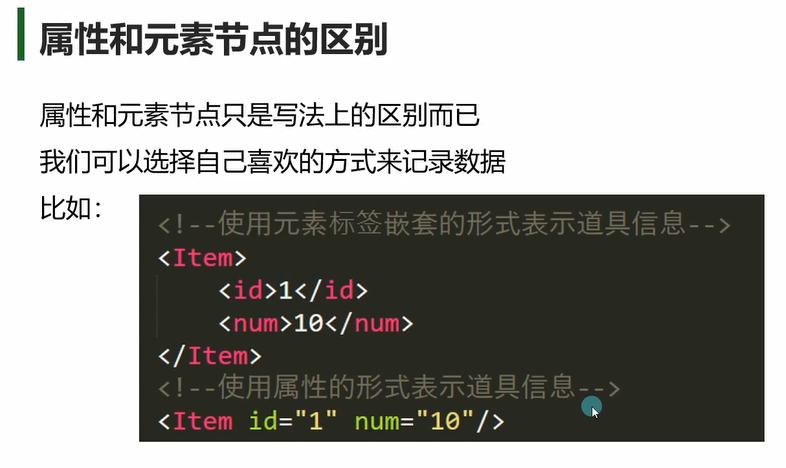 属性和元素节点的区别
属性和元素节点只是写法上的区别而已
我们可以选择自己喜欢的方式来记录数据
比如：
<!--使用元素标签嵌套的形式表示道具信息-->
<Item>
<id>1</id>
<num>10</num>
</Item>
<!--使用属性的形式表示道具信息-->
<Item id="1" num="10"/>